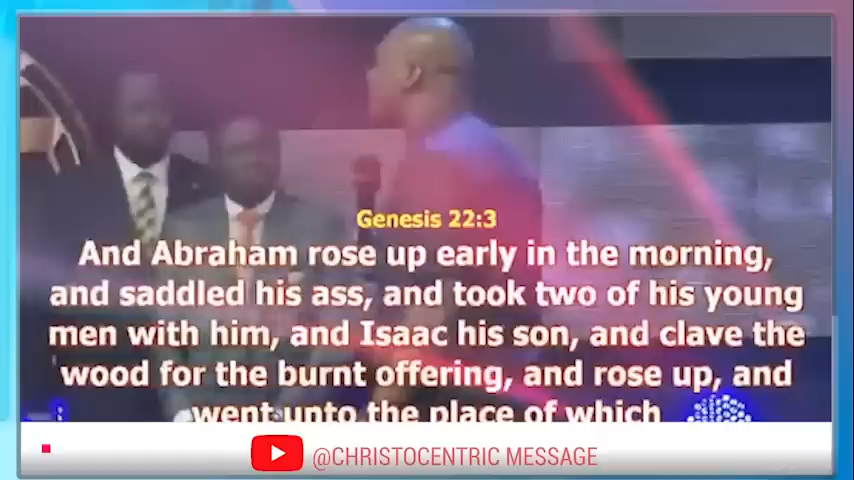 Genesis 22:3
And Abraham rose up early in the morning,
and saddled his ass, and took two of his young
men with him, and Isaac his son, and clave the
wood for the burnt offering, and rose up, and
went unto the place of which
@CHRISTOCENTRIC MESSAGE